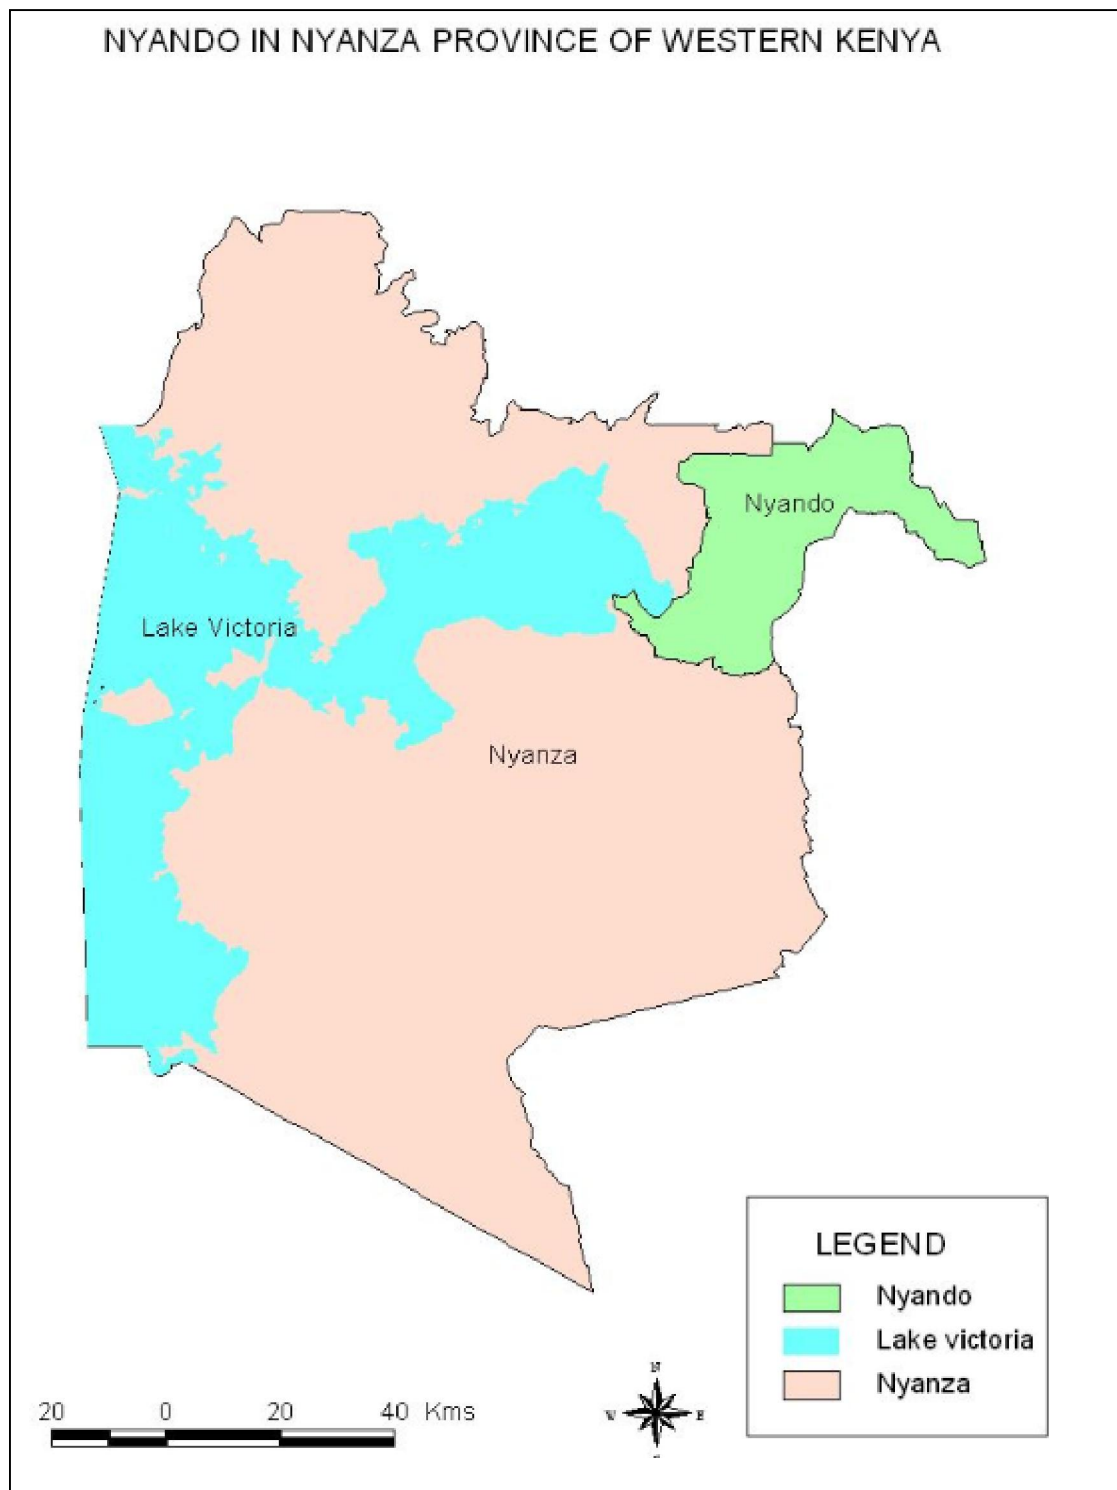 NYANDO IN NYANZA PROVINCE OF WESTERN KENYA
Nyando
Lake Victoria
Nyanza
LEGEND
Nyando
Lake victoria
Nyanza
N
W E
20 0 20 40 Kms